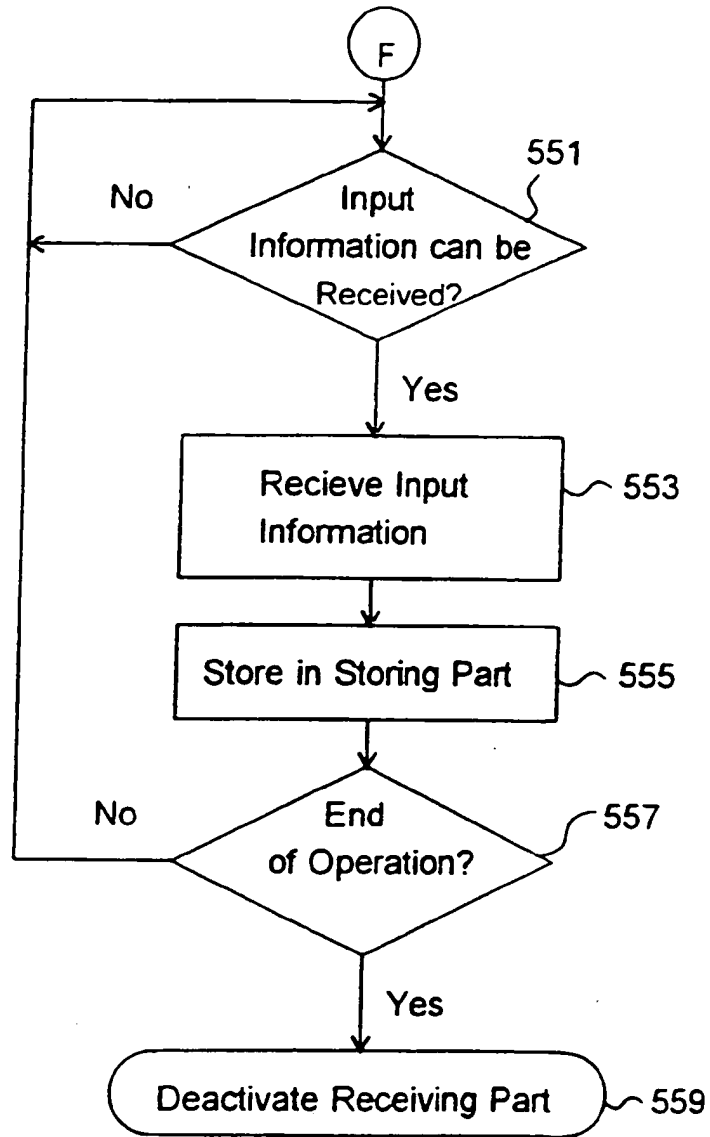 F
551
No
Input
Information can be
Received?
Yes
Recieve Input
Information
553
Store in Storing Part
555
No
End
of Operation?
557
Yes
Deactivate Receiving Part
559